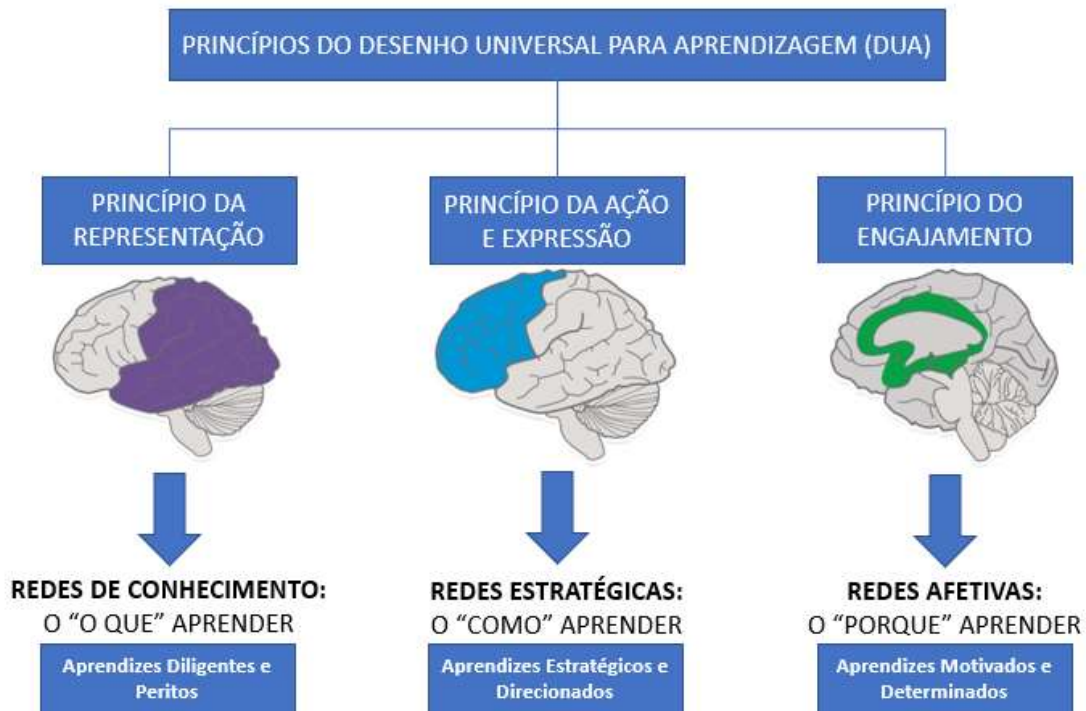 PRINCÍPIOS DO DESENHO UNIVERSAL PARA APRENDIZAGEM (DUA)
PRINCÍPIO DA
REPRESENTAÇÃO
PRINCÍPIO DA AÇÃO
E EXPRESSÃO
PRINCÍPIO DO
ENGAJAMENTO
REDES DE CONHECIMENTO:
O “O QUE” APRENDER
Aprendizes Diligentes e
Peritos
REDES ESTRATÉGICAS:
O “COMO” APRENDER
Aprendizes Estratégicos e
Direcionados
REDES AFETIVAS:
O “PORQUE” APRENDER
Aprendizes Motivados e
Determinados